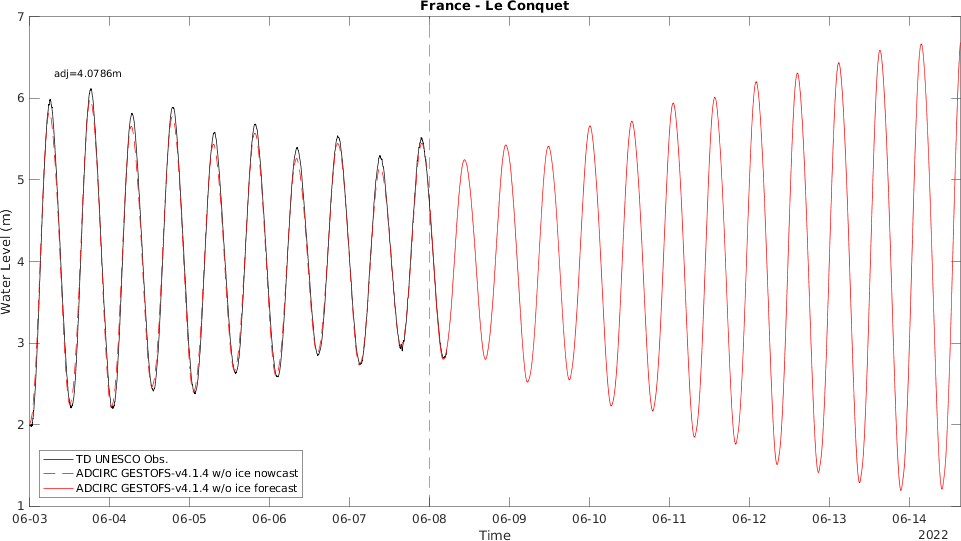 France - Le Conquet
adj=4.0786m
7
6
5
4
3
2
1
Water Level (m)
TD UNESCO Obs.
ADCIRC GESTOFS-v4.1.4 w/o ice nowcast
ADCIRC GESTOFS-v4.1.4 w/o ice forecast
06-03 06-04 06-05 06-06 06-07 06-08 06-09 06-10 06-11 06-12 06-13 06-14
Time
2022